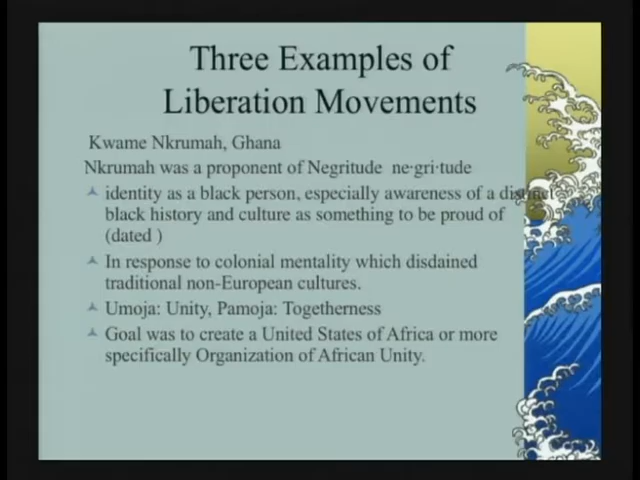 Three Examples of
Liberation Movements
Kwame Nkrumah, Ghana
Nkrumah was a proponent of Negritude ne·gri·tude
identity as a black person, especially awareness of a distinct
black history and culture as something to be proud of
(dated )
In response to colonial mentality which disdained
traditional non-European cultures.
Umoja: Unity, Pamoja: Togetherness
Goal was to create a United States of Africa or more
specifically Organization of African Unity.